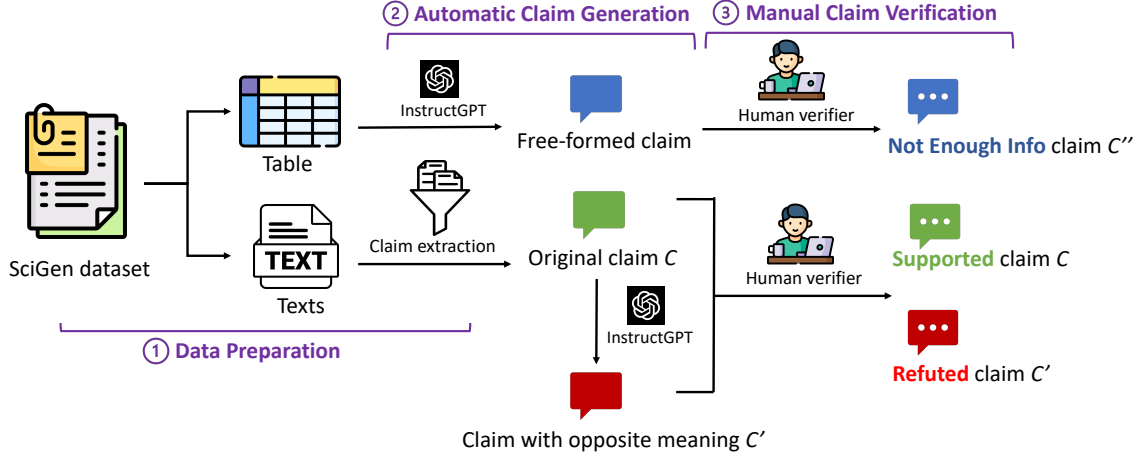 ② Automatic Claim Generation
③ Manual Claim Verification
InstructGPT
Table
Free-formed claim
Human verifier
Not Enough Info claim C′′
SciGen dataset
Claim extraction
TEXT
Texts
Original claim C
Human verifier
Supported claim C
① Data Preparation
InstructGPT
Refuted claim C′
Claim with opposite meaning C′